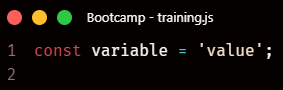 Bootcamp - training.js
1 const variable = 'value';
2